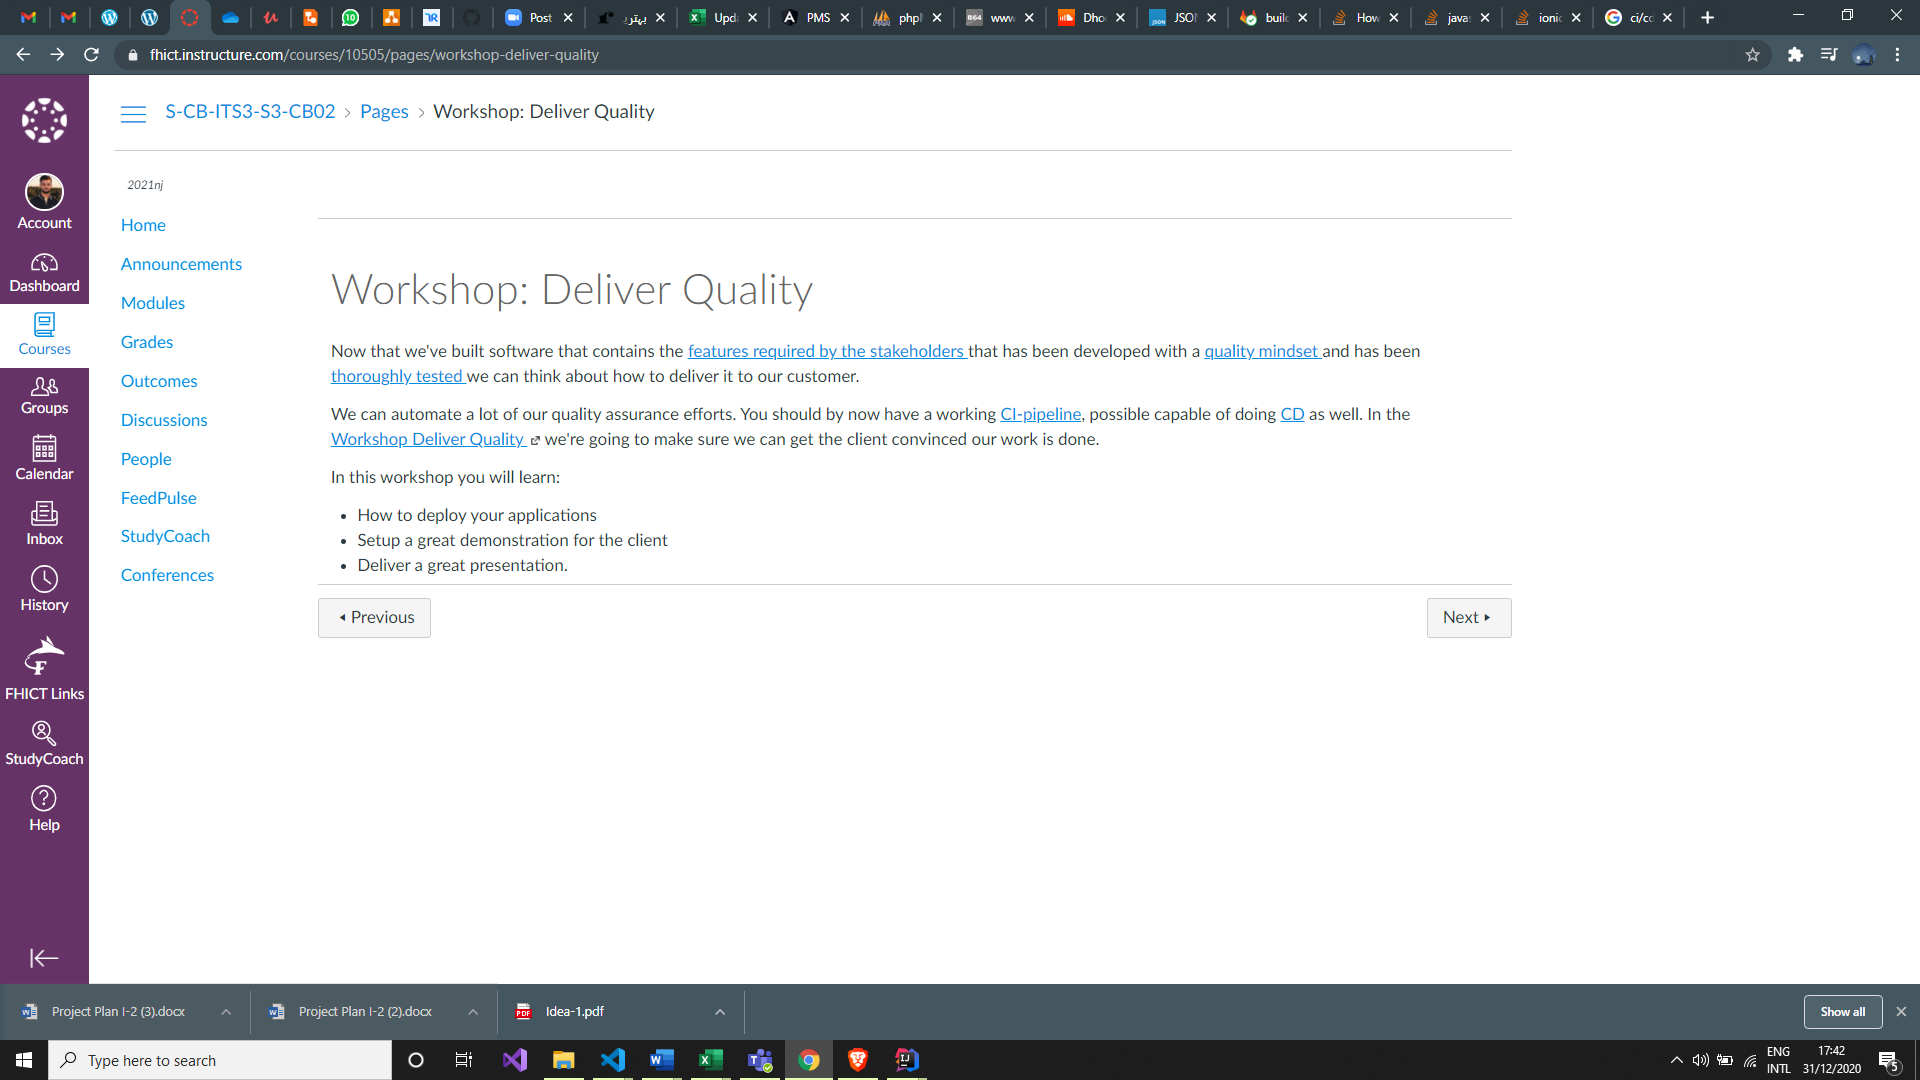 Post
بهتری
Upda
PMS
phpM
www
Dho
JSON
build
How
javas
ionic
ci/cd
fhict.instructure.com/courses/10505/pages/workshop-deliver-quality
S-CB-ITS3-S3-CB02 > Pages > Workshop: Deliver Quality
Account
Dashboard
Courses
Groups
Calendar
Inbox
History
FHICT Links
StudyCoach
Help
2021nj
Home
Announcements
Modules
Grades
Outcomes
Discussions
People
FeedPulse
StudyCoach
Conferences
Workshop: Deliver Quality
Now that we've built software that contains the features required by the stakeholders that has been developed with a quality mindset and has been
thoroughly tested we can think about how to deliver it to our customer.
We can automate a lot of our quality assurance efforts. You should by now have a working CI-pipeline, possible capable of doing CD as well. In the
Workshop Deliver Quality we're going to make sure we can get the client convinced our work is done.
In this workshop you will learn:
• How to deploy your applications
• Setup a great demonstration for the client
• Deliver a great presentation.
Previous
Next
Project Plan I-2 (3).docx
Project Plan I-2 (2).docx
PDF
Idea-1.pdf
Show all
Type here to search
ENG
INTL
17:42
31/12/2020
5